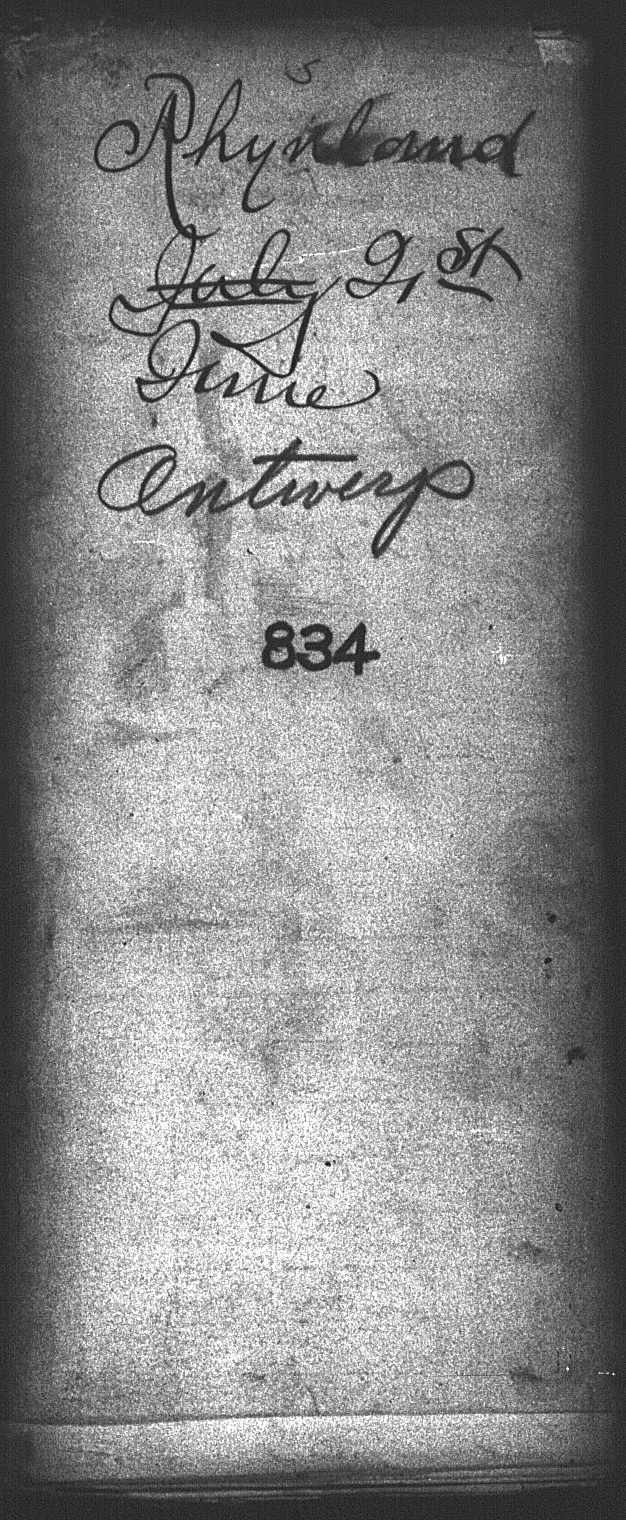 Rhynland
July 21st
June
Antwerp
834